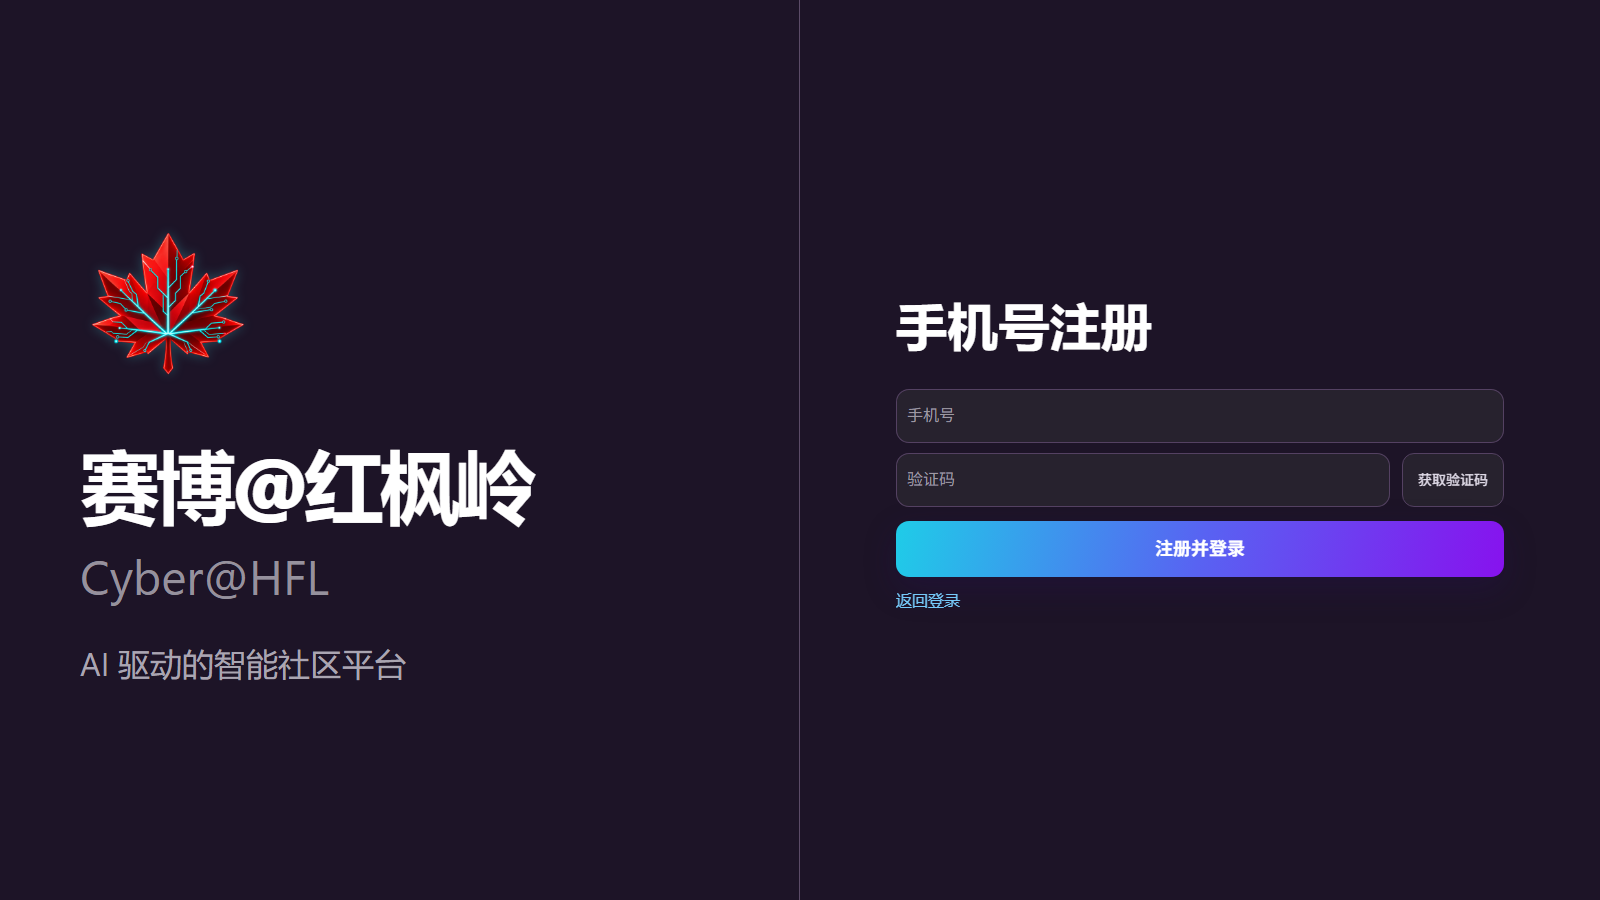 赛博@红枫岭
Cyber@HFL
AI 驱动的智能社区平台
手机号注册
手机号
验证码
获取验证码
注册并登录
返回登录